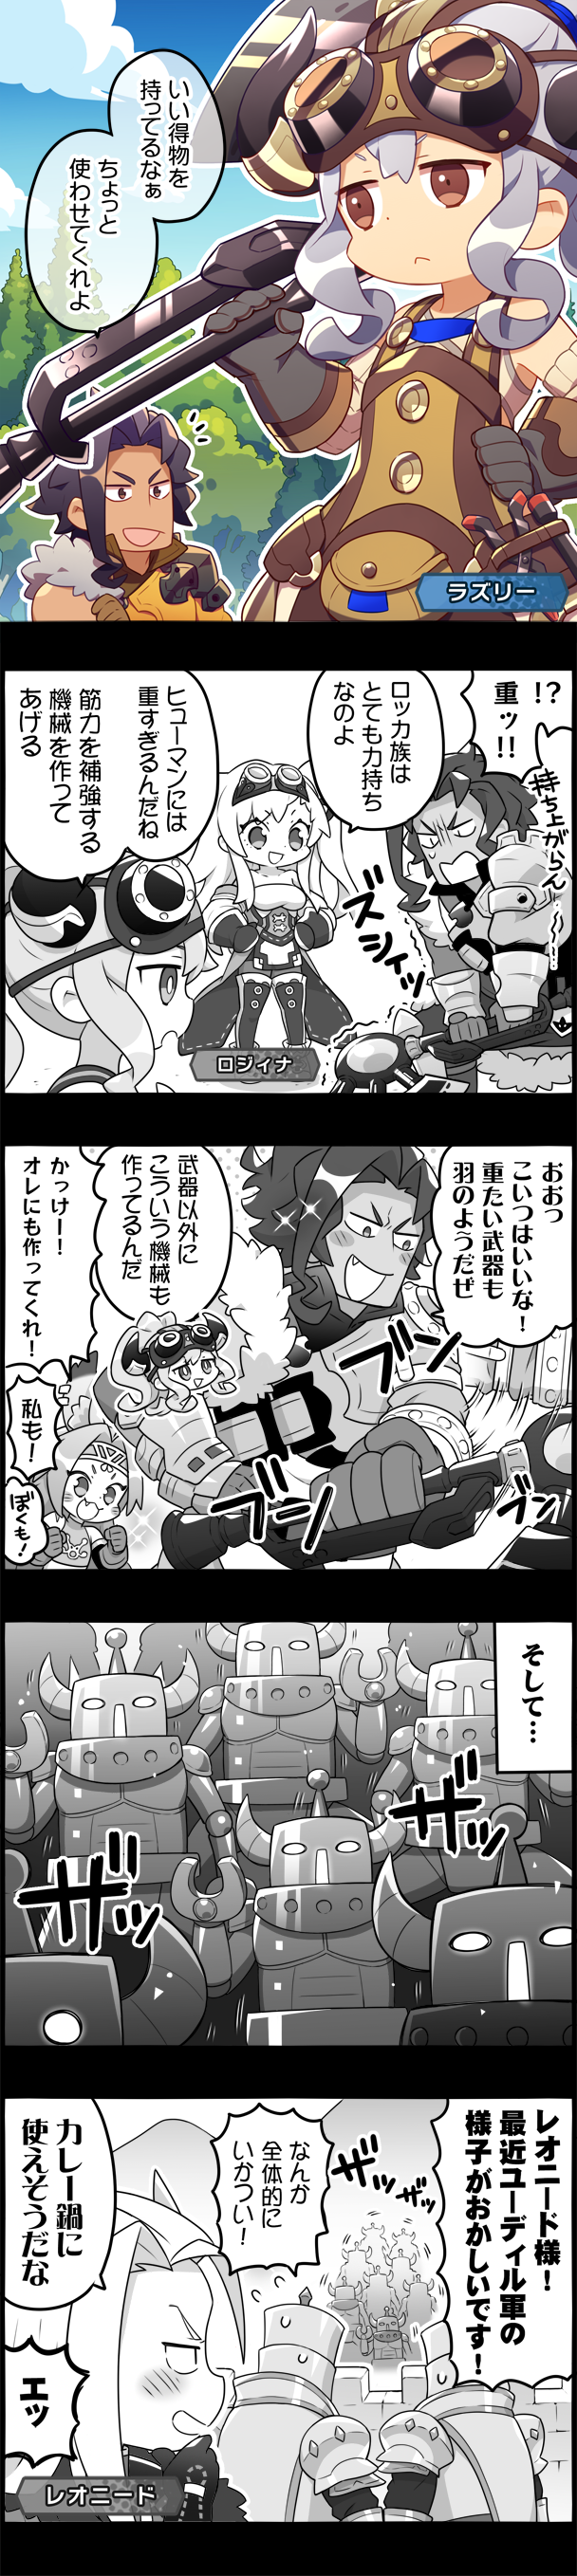 いい得物を
持ってるなぁ
ちょっと
使わせてくれよ
ラズリー
!?
重ッ!!
持ち上がらん
〜〜〜!
ズシィッ
ロッカ族は
とても力持ち
なのよ
ロジィナ
ヒューマンには
重すぎるんだね
筋力を補強する
機械を作って
あげる
おおっ
こいつはいいな!
重たい武器も
羽のようだぜ
ブン
ブン
ブン
武器以外に
こういう機械も
作ってるんだ
かっけー!!
オレにも作ってくれ!
私も!
ぼくも!
そして…
ザッ
ザッ
レオニード様!
最近ユーディル軍の
様子がおかしいです!
ザッ
ザッザッ
なんか
全体的に
いかつい!
カレー鍋に
使えそうだな
エッ
レオニード